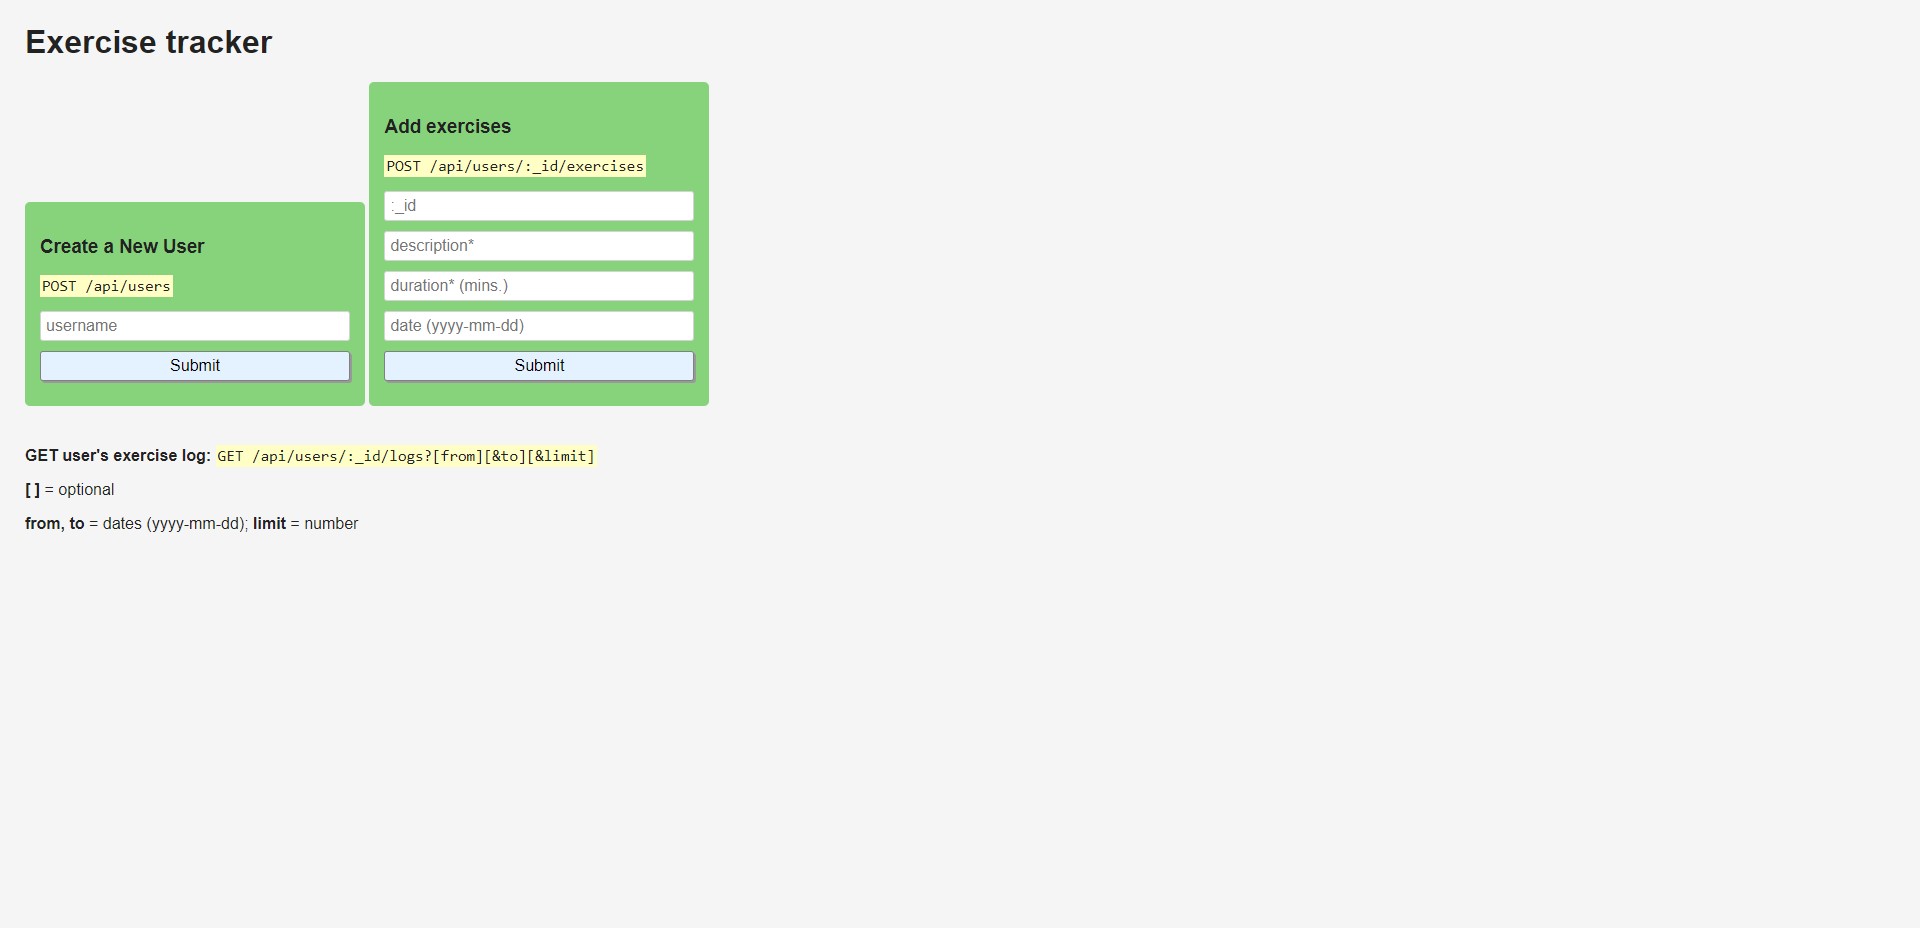 Exercise tracker
Create a New User
POST /api/users
username
Submit
Add exercises
POST /api/users/:_id/exercises
:_id
description*
duration* (mins.)
date (yyyy-mm-dd)
Submit
GET user's exercise log: GET /api/users/:_id/logs?[from][&to][&limit]
[ ] = optional
from, to = dates (yyyy-mm-dd); limit = number